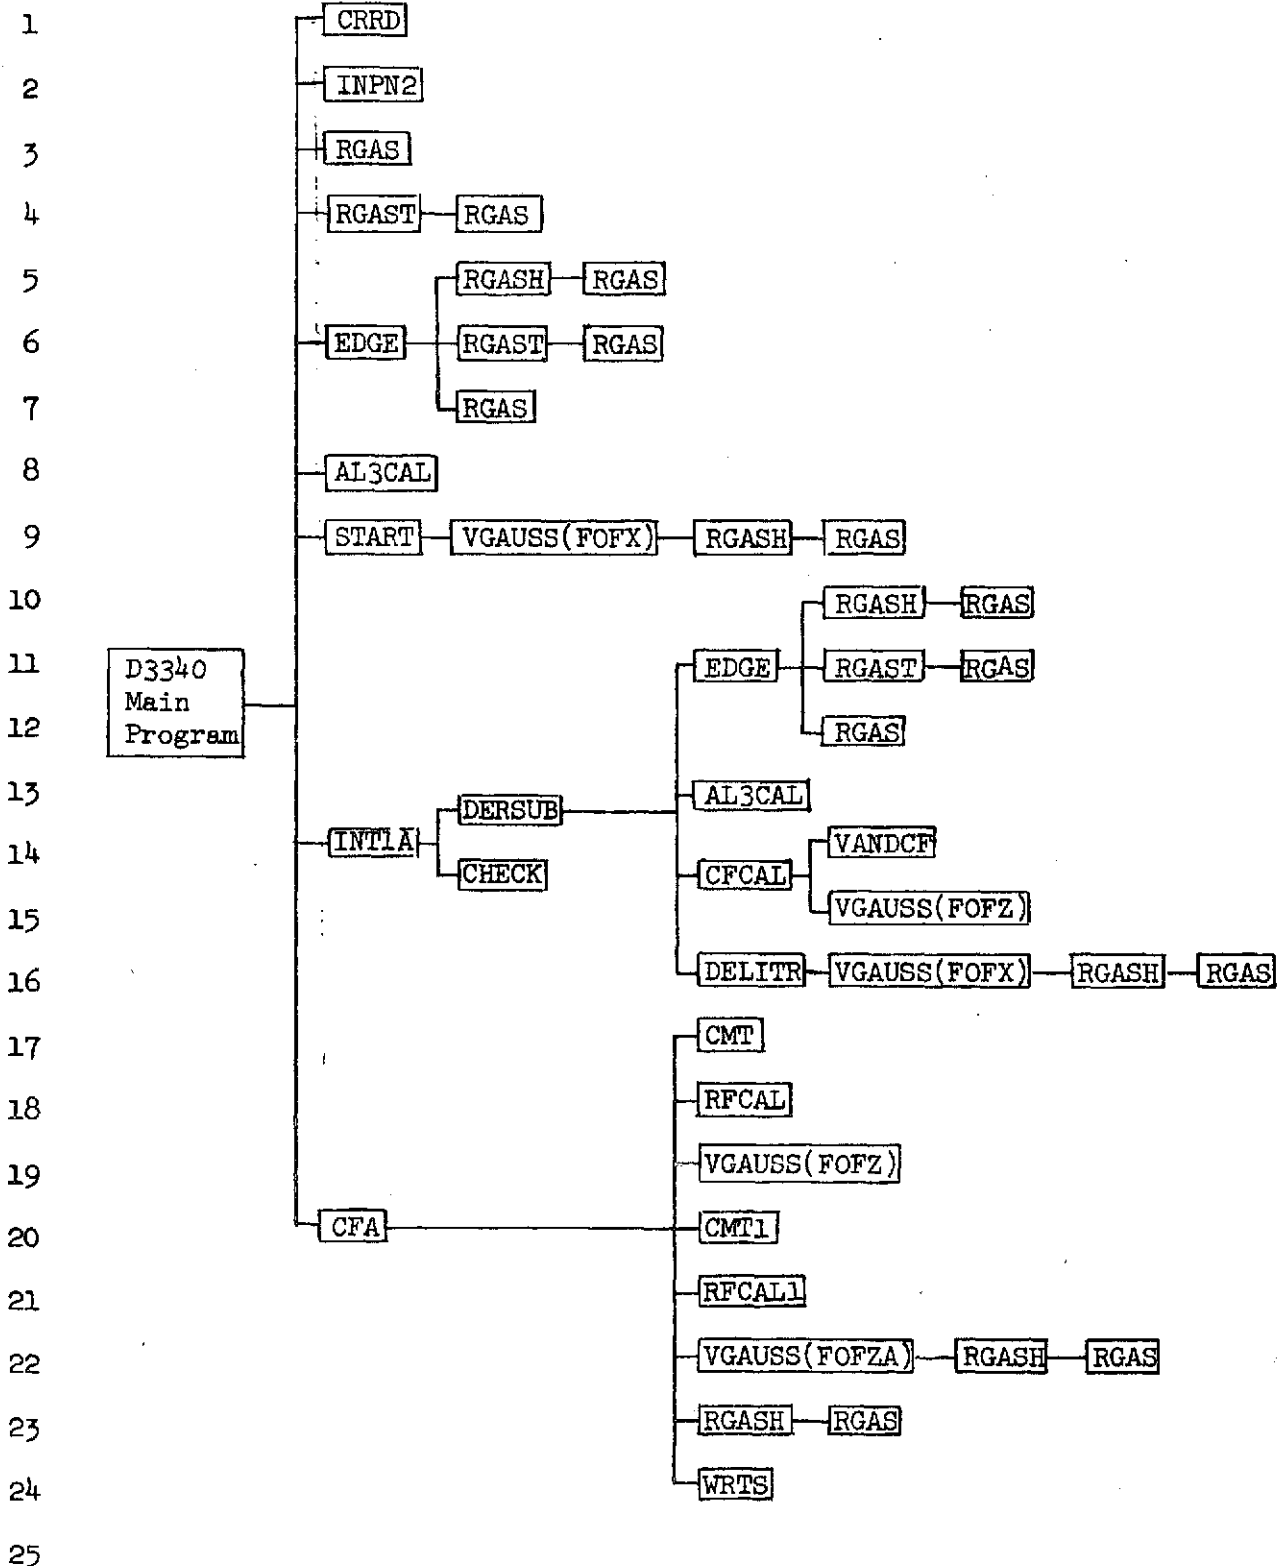 1 CRRD
2 INPN2
3 RGAS
4 RGAST RGAS
5 RGASH RGAS
6 EDGE RGAST RGAS
7 RGAS
8 AL3CAL
9 START VGAUSS(FOFX) RGASH RGAS
10 RGASH RGAS
11 D3340 EDGE RGAST RGAS
Main
12 Program RGAS
13 DERSUB AL3CAL
14 INT1A VANDCF
CHECK CFCAL
15 VGAUSS(FOFZ)
16 DELITR VGAUSS(FOFX) RGASH RGAS
17 CMT
18 RFCAL
19 VGAUSS(FOFZ)
20 CFA CMT1
21 RFCAL1
22 VGAUSS(FOFZA) RGASH RGAS
23 RGASH RGAS
24 WRTS
25